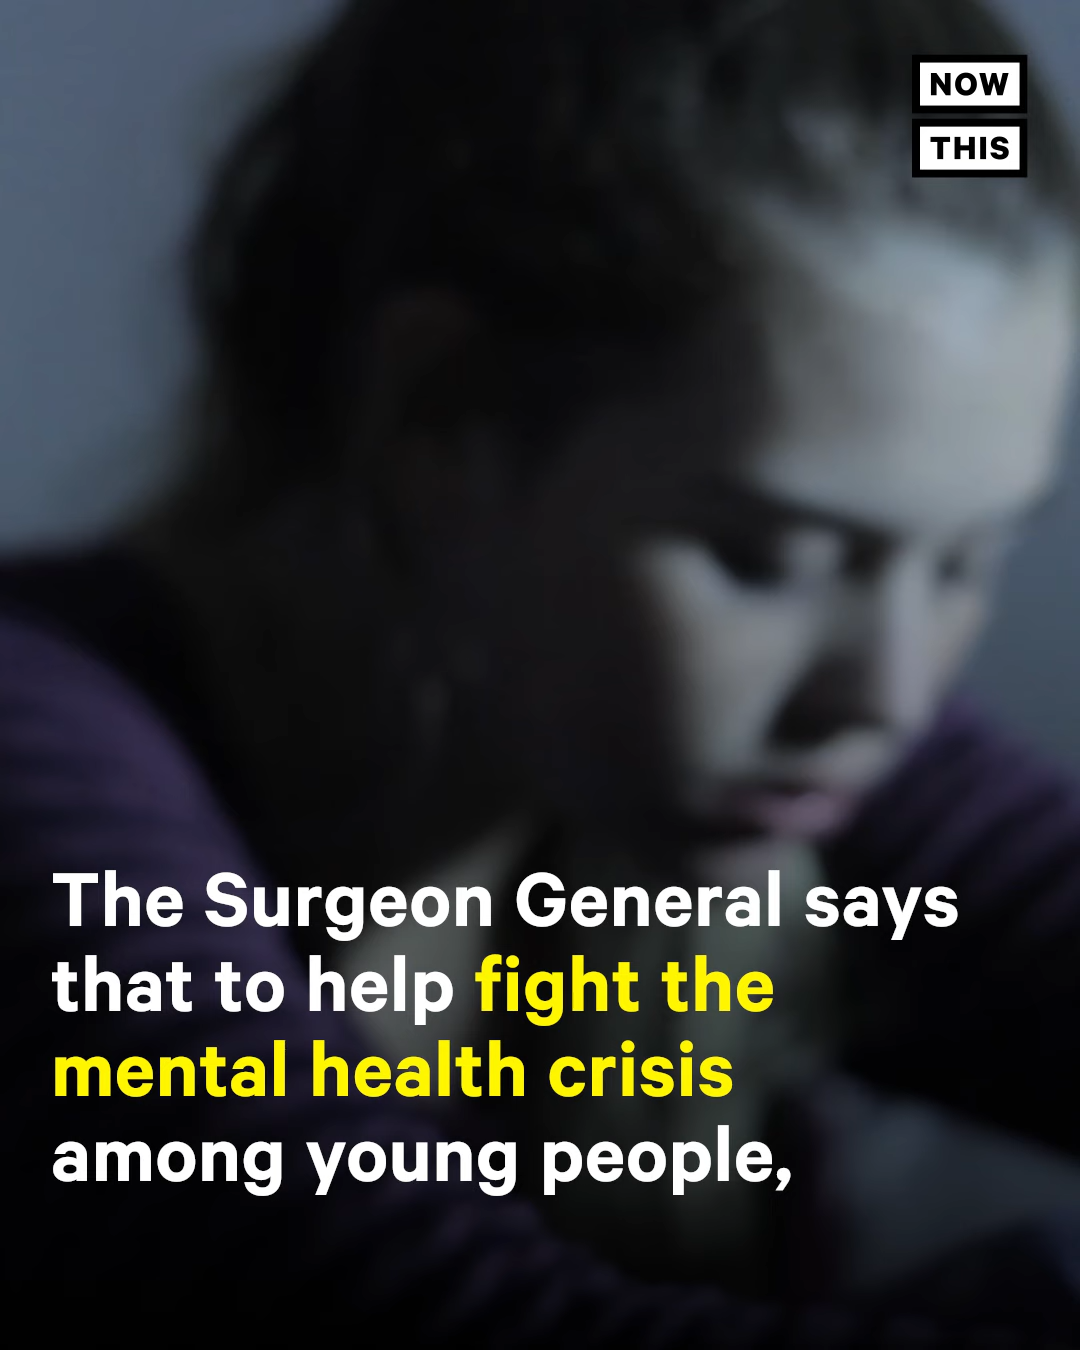 NOW
THIS
The Surgeon General says
that to help fight the
mental health crisis
among young people,